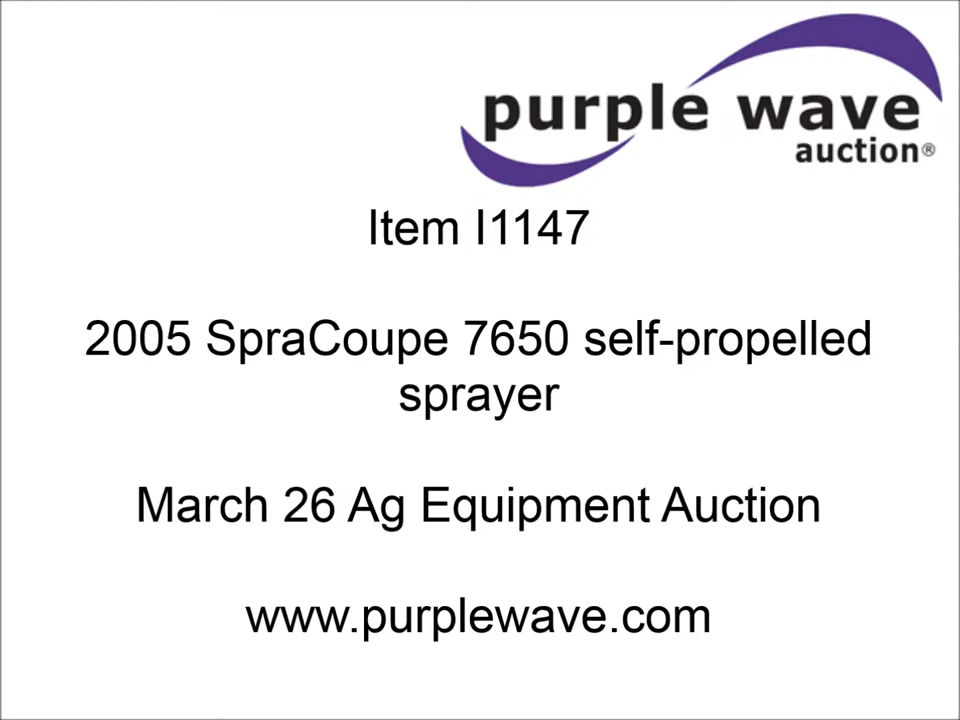 purple wave
auction®
Item I1147
2005 SpraCoupe 7650 self-propelled
sprayer
March 26 Ag Equipment Auction
www.purplewave.com